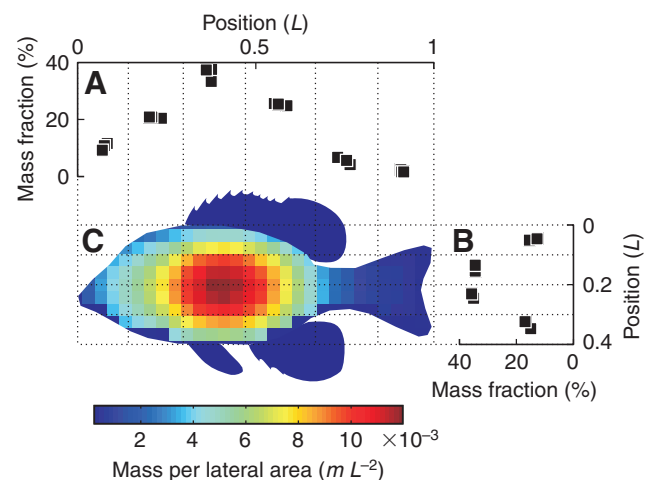 Position (L)
0 0.5 1
Mass fraction (%)
40
20
0
A
C
B
0
0.2
0.4
Position (L)
40 20 0
Mass fraction (%)
2 4 6 8 10 ×10⁻³
Mass per lateral area (m L⁻²)